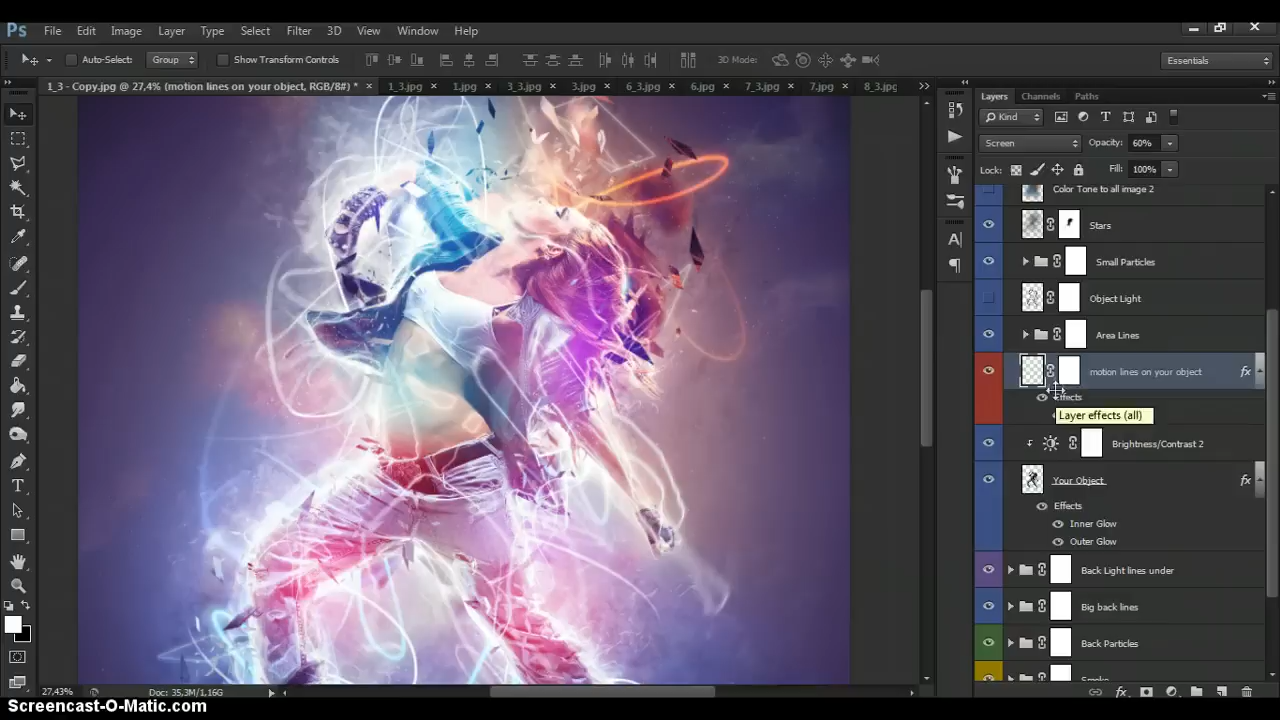 Ps File Edit Image Layer Type Select Filter 3D View Window Help
Auto-Select: Group Show Transform Controls 3D Mode: Essentials
1_3 - Copy.jpg @ 27,4% (motion lines on your object, RGB/8#) * × 1_3.jpg × 1.jpg × 3_3.jpg × 3.jpg × 6_3.jpg × 6.jpg × 7_3.jpg × 7.jpg × 8_3.jpg
Layers Channels Paths
Kind
Screen Opacity: 60%
Lock: Fill: 100%
Color Tone to all image 2
Stars
Small Particles
Object Light
Area Lines
motion lines on your object fx
Effects
Layer effects (all)
Brightness/Contrast 2
Your Object fx
Effects
Inner Glow
Outer Glow
Back Light lines under
Big back lines
Back Particles
Smoke
27,43% Doc: 35,3M/1,16G
Screencast-O-Matic.com